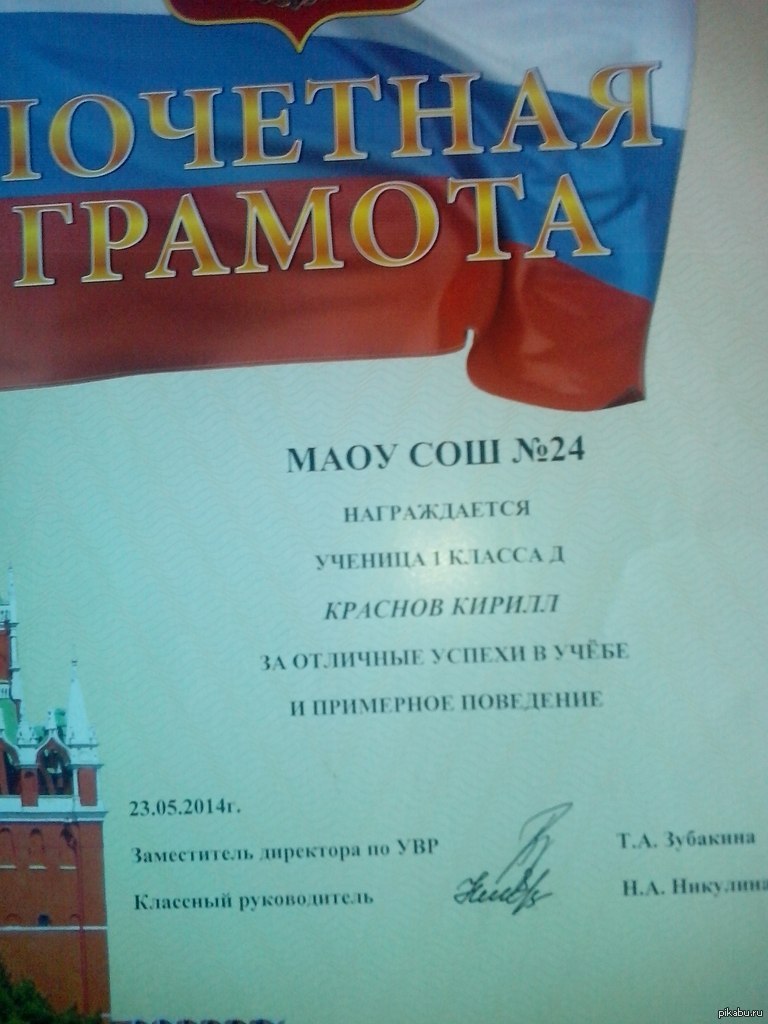 ПОЧЕТНАЯ
ГРАМОТА
МАОУ СОШ №24
НАГРАЖДАЕТСЯ
УЧЕНИЦА 1 КЛАССА Д
КРАСНОВ КИРИЛЛ
ЗА ОТЛИЧНЫЕ УСПЕХИ В УЧЁБЕ
И ПРИМЕРНОЕ ПОВЕДЕНИЕ
23.05.2014г.
Заместитель директора по УВР Т.А. Зубакина
Классный руководитель Н.А. Никулина
pikabu.ru